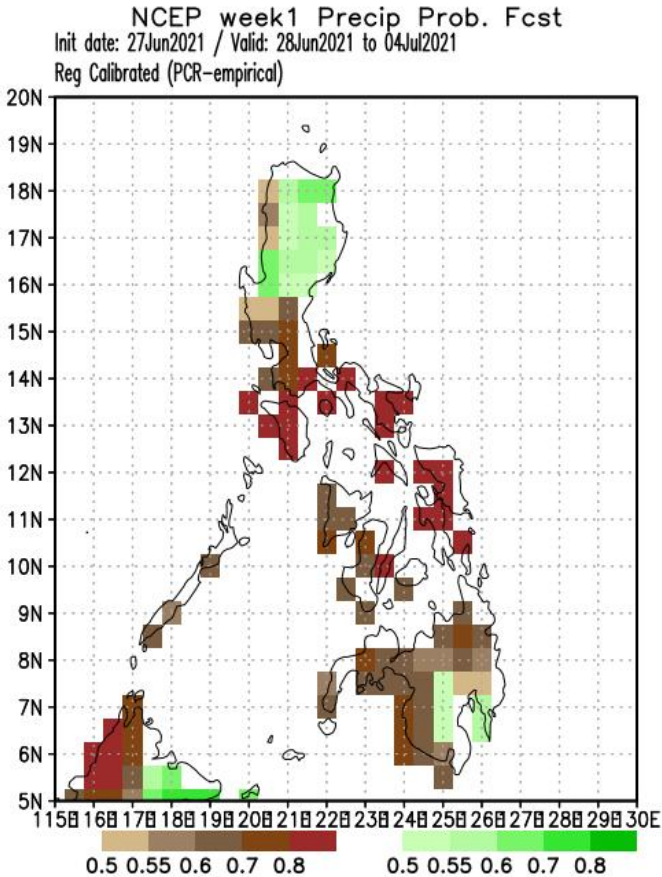 NCEP week1 Precip Prob. Fcst
Init date: 27Jun2021 / Valid: 28Jun2021 to 04Jul2021
Reg Calibrated (PCR-empirical)
20N
19N
18N
17N
16N
15N
14N
13N
12N
11N
10N
9N
8N
7N
6N
5N
115E 116E 117E 118E 119E 120E 121E 122E 123E 124E 125E 126E 127E 128E 129E 130E
0.5 0.55 0.6 0.7 0.8 0.5 0.55 0.6 0.7 0.8